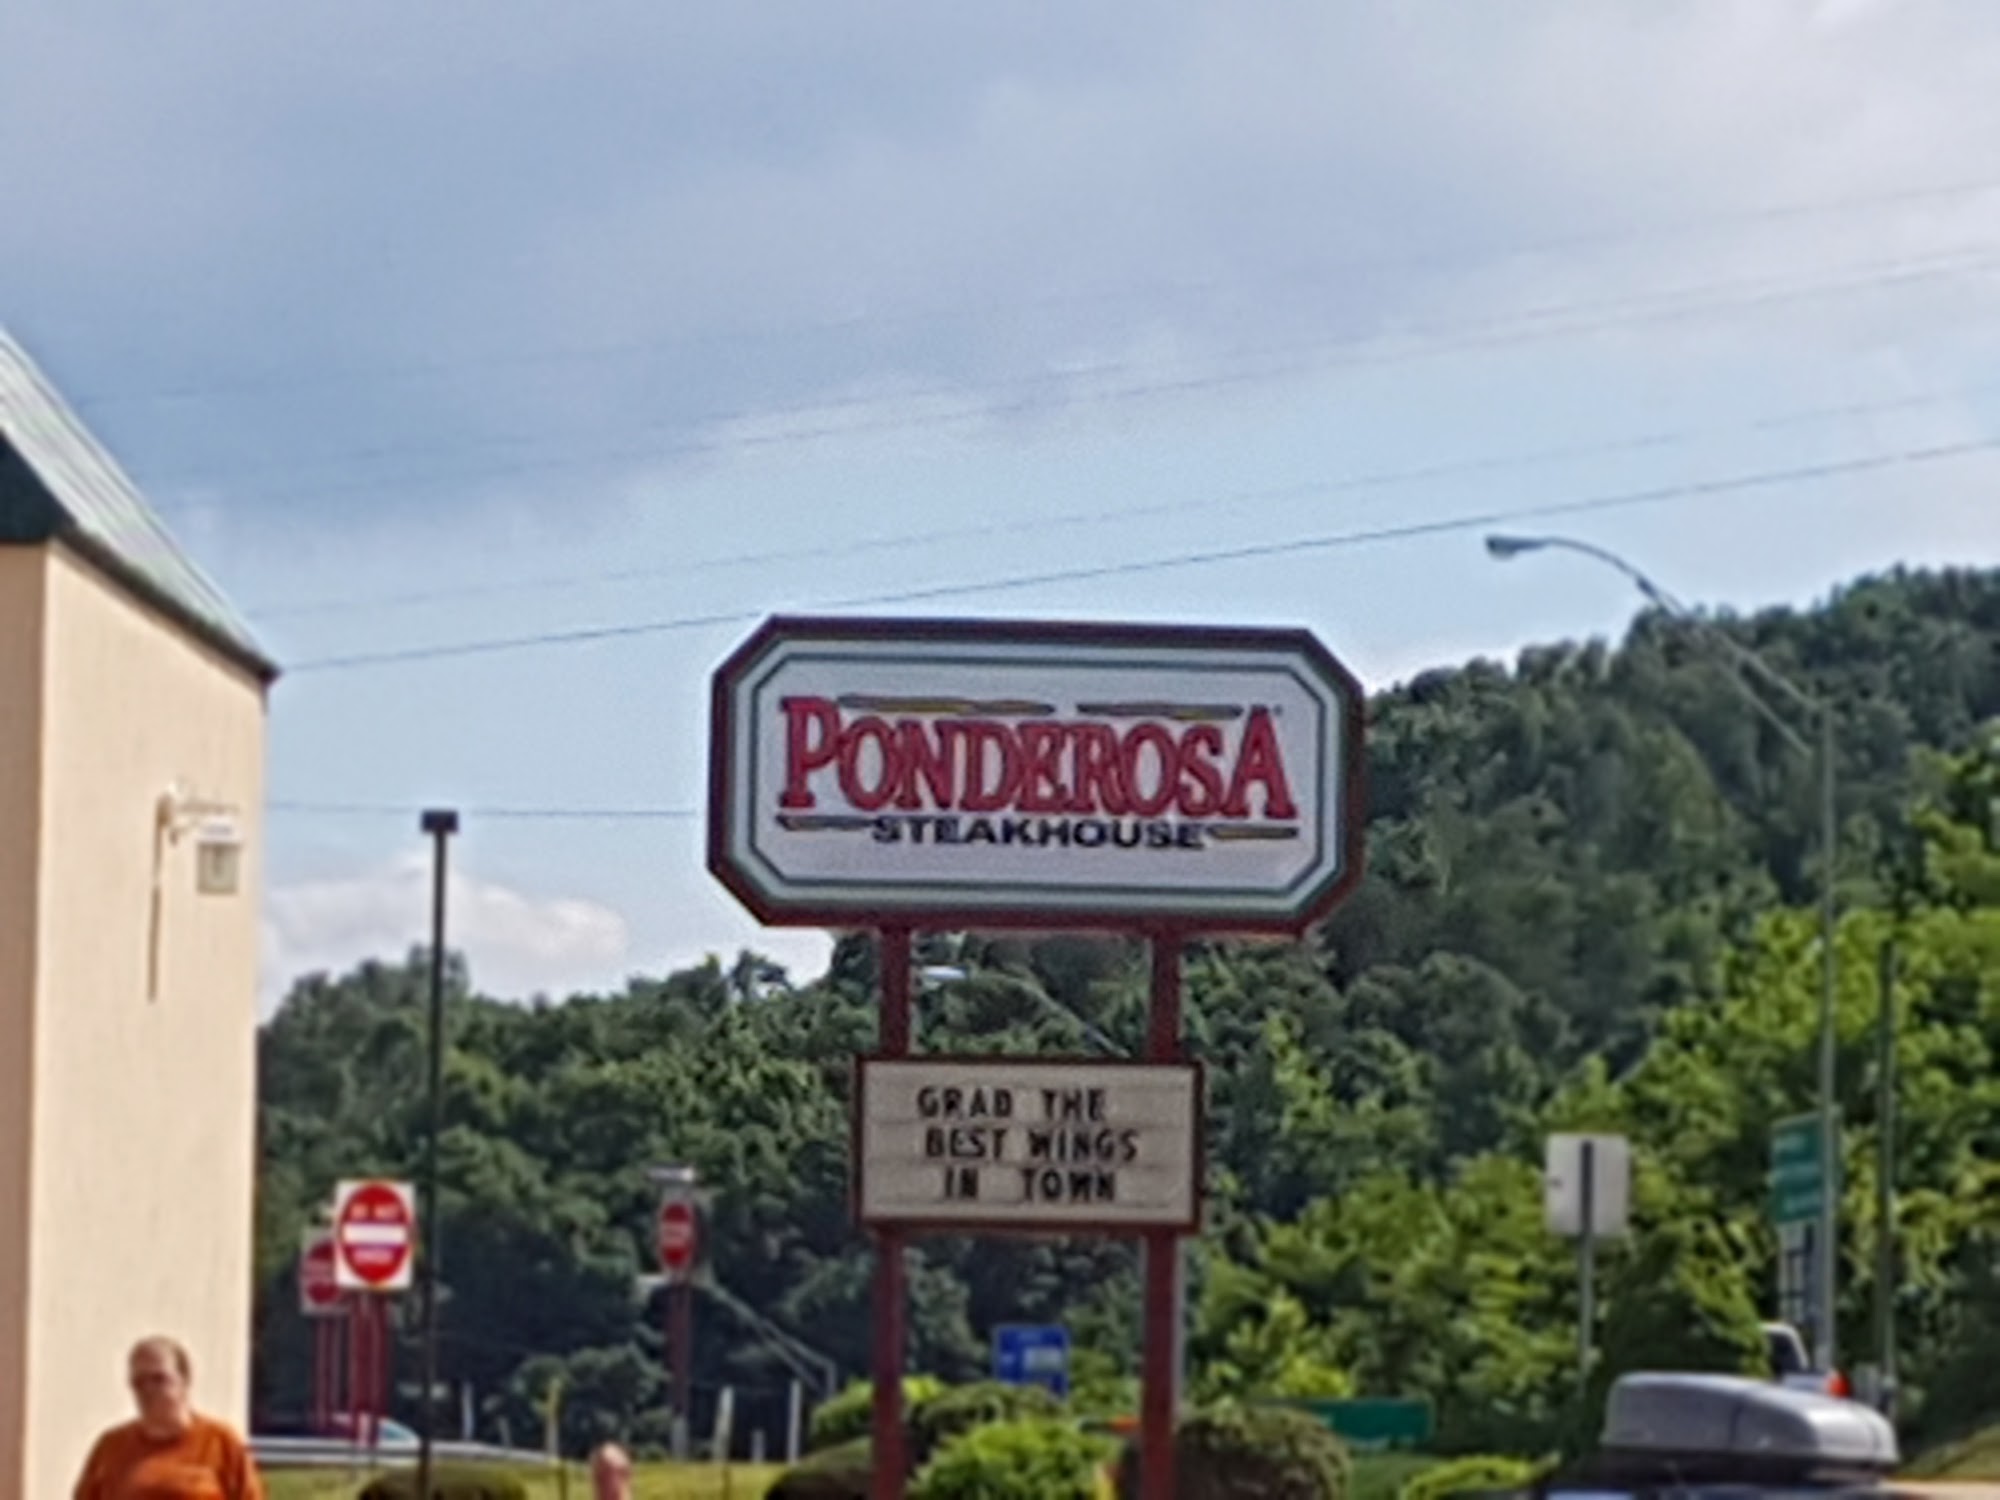 PONDEROSA
STEAKHOUSE
GRAD THE
BEST WINGS
IN TOWN